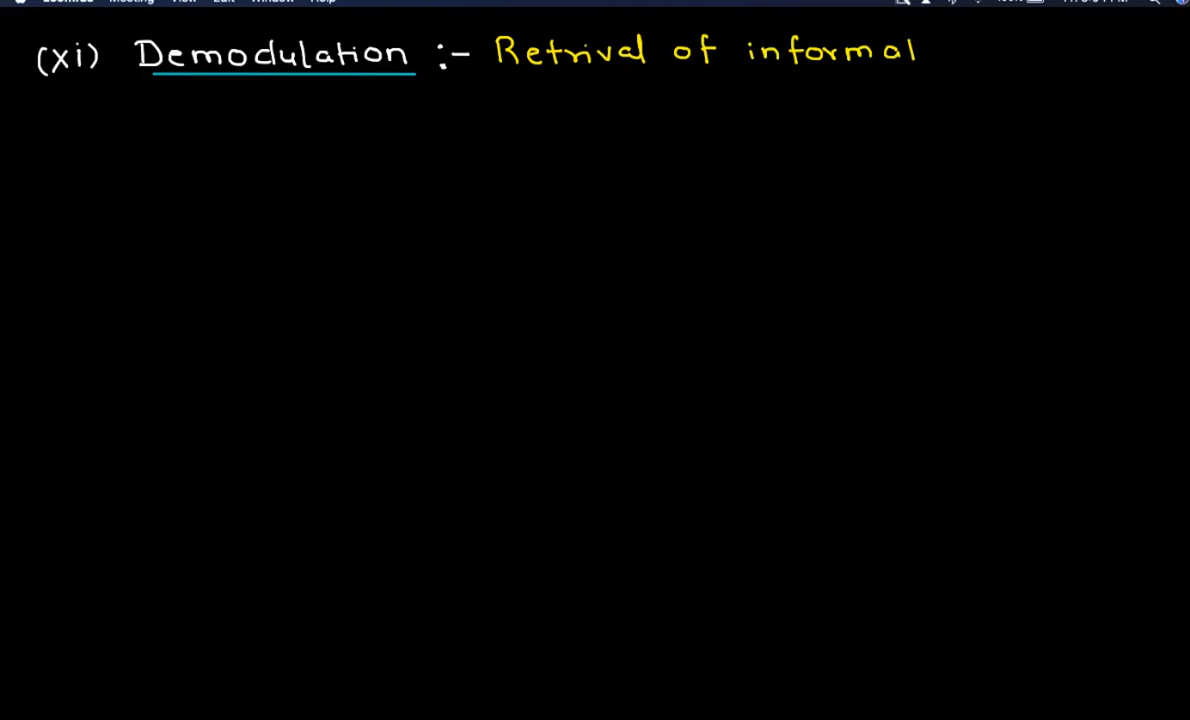 (xi) Demodulation :- Retrival of informal